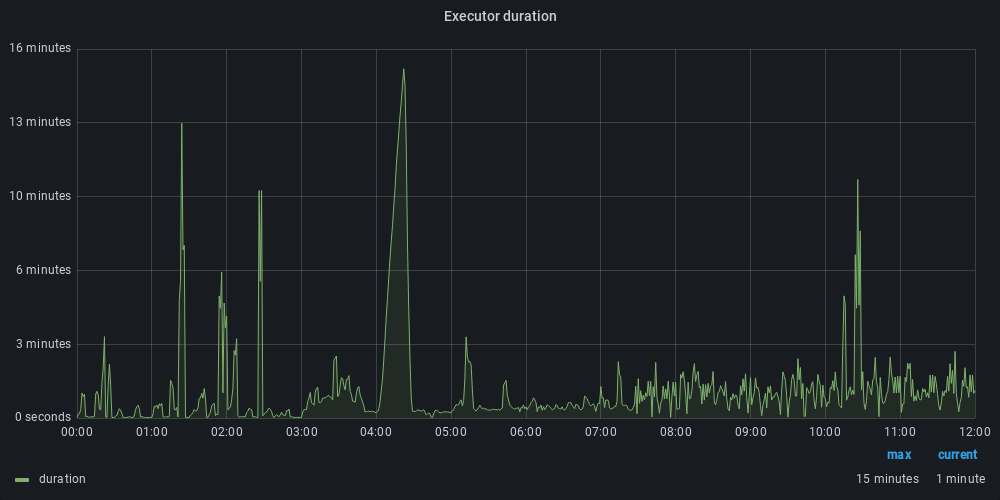 Executor duration
16 minutes
13 minutes
10 minutes
6 minutes
3 minutes
0 seconds
00:00 01:00 02:00 03:00 04:00 05:00 06:00 07:00 08:00 09:00 10:00 11:00 12:00
max current
duration 15 minutes 1 minute